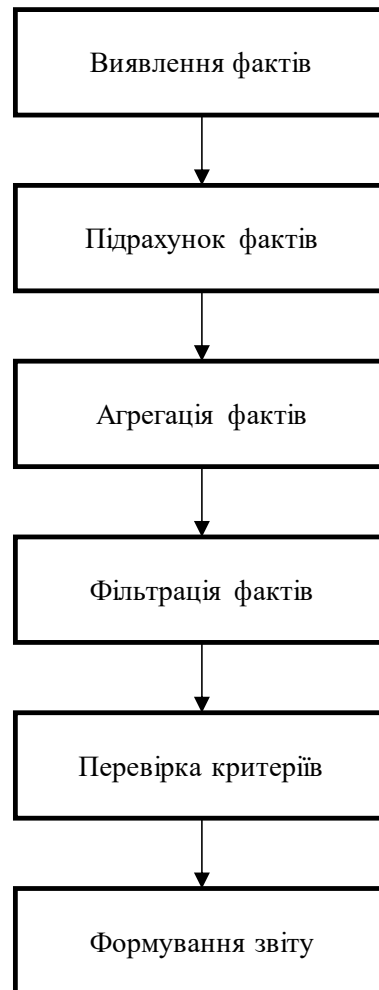 Виявлення фактів
Підрахунок фактів
Агрегація фактів
Фільтрація фактів
Перевірка критеріїв
Формування звіту